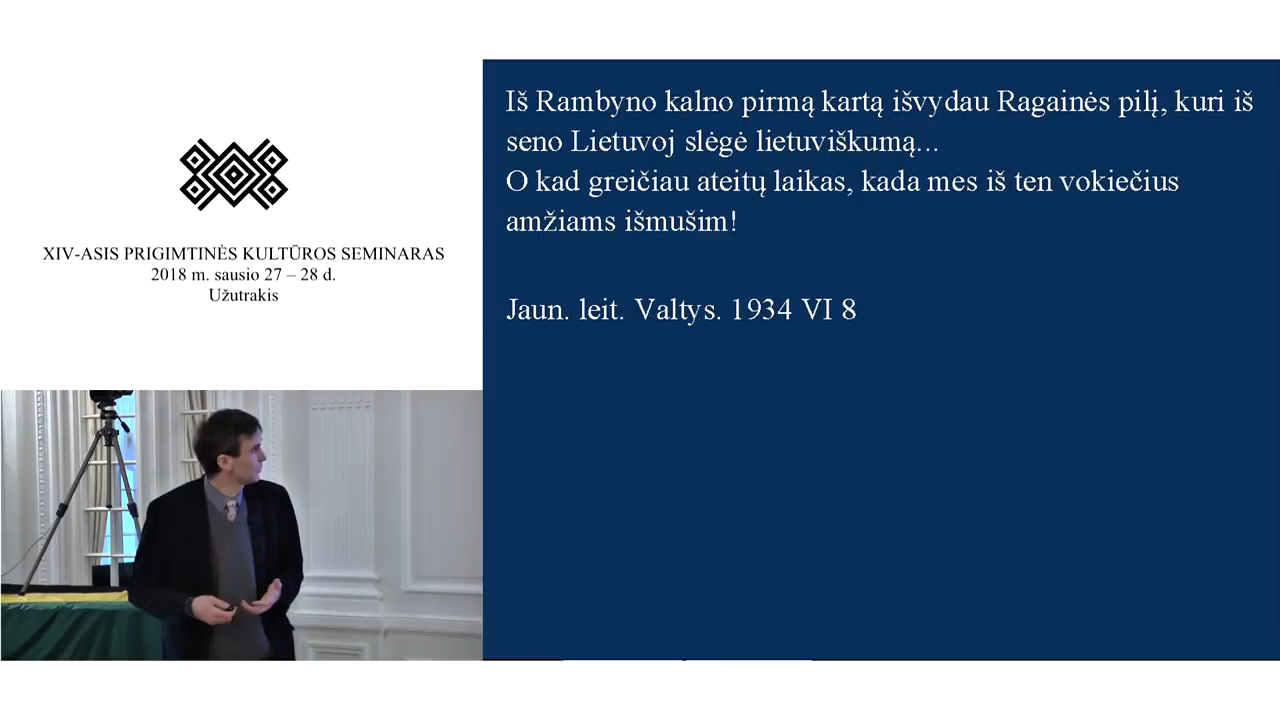 XIV-ASIS PRIGIMTINĖS KULTŪROS SEMINARAS
2018 m. sausio 27 – 28 d.
Užutrakis
Iš Rambyno kalno pirmą kartą išvydau Ragainės pilį, kuri iš
seno Lietuvoj slėgė lietuviškumą...
O kad greičiau ateitų laikas, kada mes iš ten vokiečius
amžiams išmušim!
Jaun. leit. Valtys. 1934 VI 8